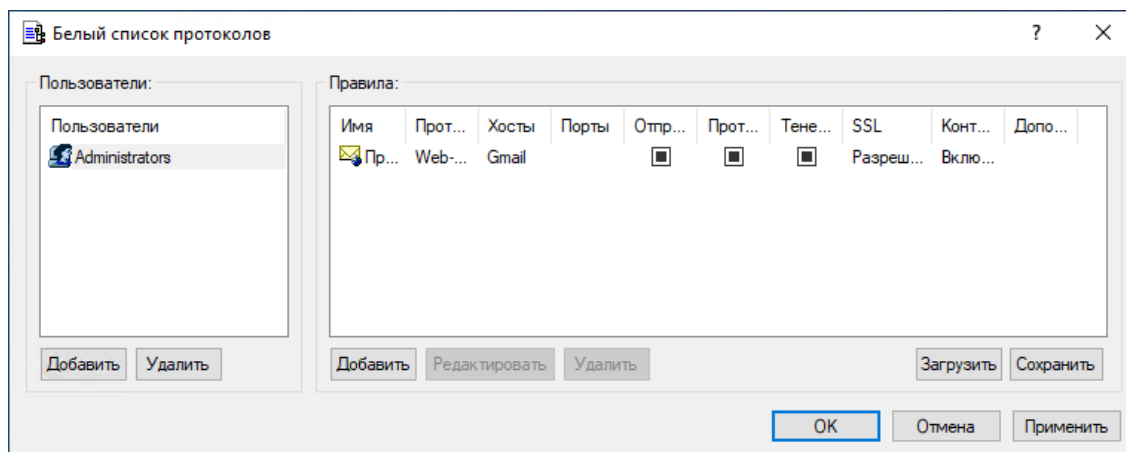 Белый список протоколов ?
Пользователи:
Пользователи
Administrators
Добавить Удалить
Правила:
Имя Прот... Хосты Порты Отпр... Прот... Тене... SSL Конт... Допо...
Пр... Web-... Gmail Разреш... Вклю...
Добавить Редактировать Удалить Загрузить Сохранить
OK Отмена Применить